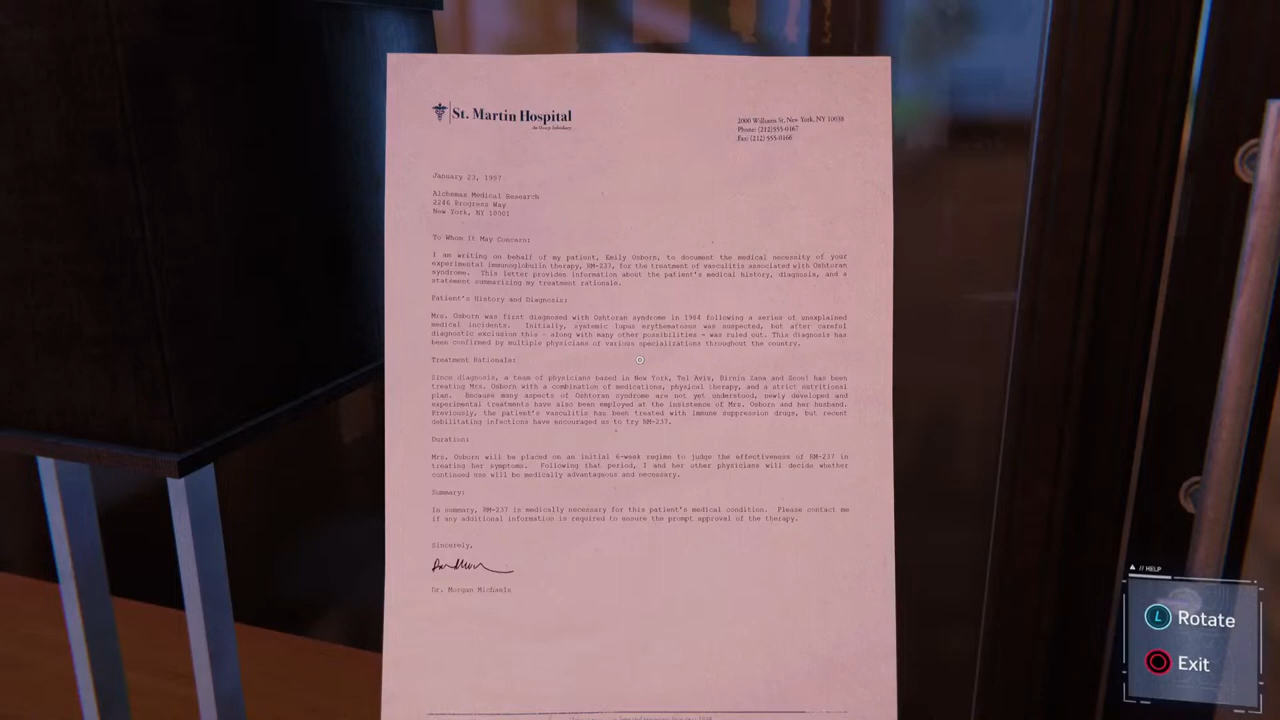 St. Martin Hospital
An Oscorp Subsidiary
2000 Williams St, New York, NY 10038
Phone: (212)555-0167
Fax: (212) 555-0166
January 23, 1997
Alchemax Medical Research
2246 Progress Way
New York, NY 10001
To Whom It May Concern:
I am writing on behalf of my patient, Emily Osborn, to document the medical necessity of your
experimental immunoglobulin therapy, RM-237, for the treatment of vasculitis associated with Oshtoran
syndrome. This letter provides information about the patient's medical history, diagnosis, and a
statement summarizing my treatment rationale.
Patient's History and Diagnosis:
Mrs. Osborn was first diagnosed with Oshtoran syndrome in 1984 following a series of unexplained
medical incidents. Initially, systemic lupus erythematosus was suspected, but after careful
diagnostic exclusion this - along with many other possibilities - was ruled out. This diagnosis has
been confirmed by multiple physicians of various specializations throughout the country.
Treatment Rationale:
Since diagnosis, a team of physicians based in New York, Tel Aviv, Birnin Zana and Seoul has been
treating Mrs. Osborn with a combination of medications, physical therapy, and a strict nutritional
plan. Because many aspects of Oshtoran syndrome are not yet understood, newly developed and
experimental treatments have also been employed at the insistence of Mrs. Osborn and her husband.
Previously, the patient's vasculitis has been treated with immune suppression drugs, but recent
debilitating infections have encouraged us to try RM-237.
Duration:
Mrs. Osborn will be placed on an initial 6-week regime to judge the effectiveness of RM-237 in
treating her symptoms. Following that period, I and her other physicians will decide whether
continued use will be medically advantageous and necessary.
Summary:
In summary, RM-237 is medically necessary for this patient's medical condition. Please contact me
if any additional information is required to ensure the prompt approval of the therapy.
Sincerely,
Dr. Morgan Michaels
// HELP
L Rotate
Exit